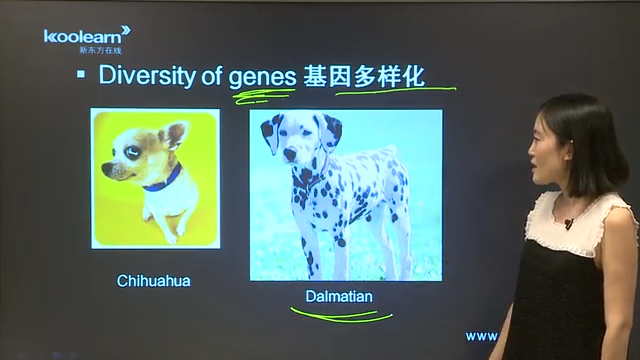 koolearn
新东方在线
▪ Diversity of genes 基因多样化
Chihuahua
Dalmatian
www